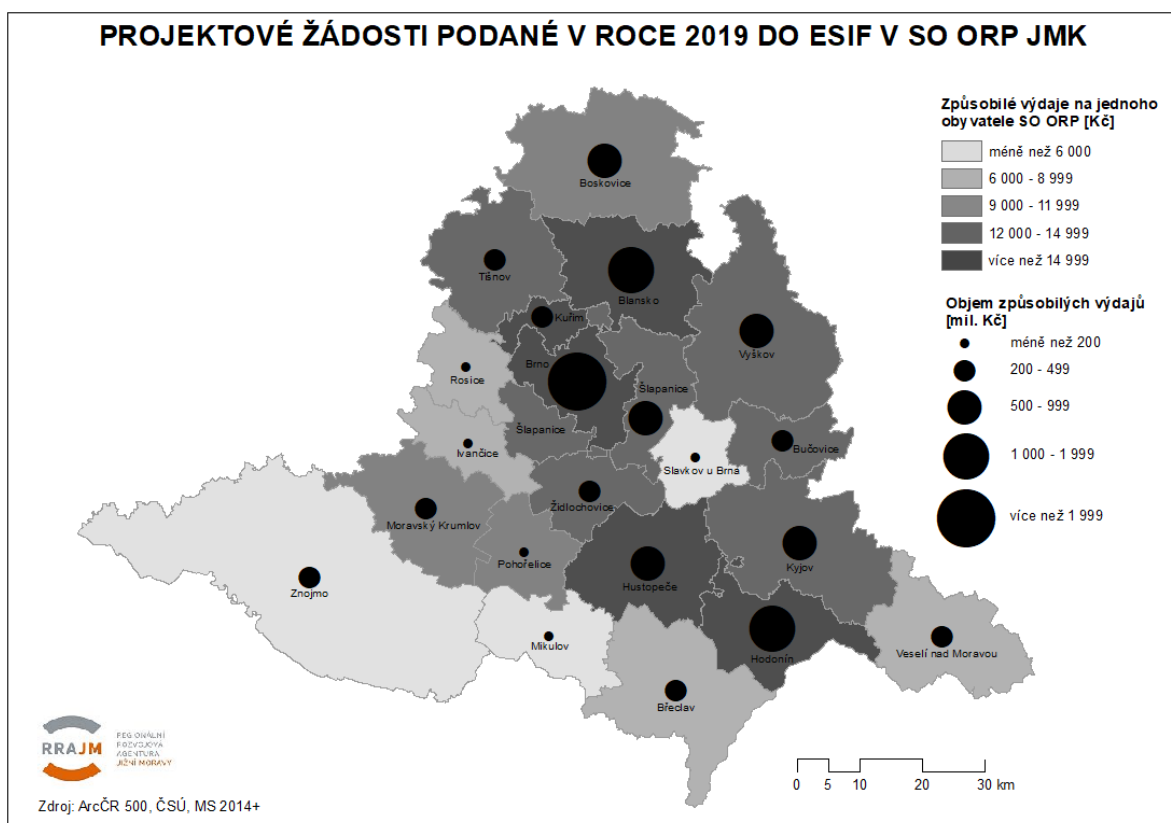 PROJEKTOVÉ ŽÁDOSTI PODANÉ V ROCE 2019 DO ESIF V SO ORP JMK
Způsobilé výdaje na jednoho
obyvatele SO ORP [Kč]
méně než 6 000
6 000 - 8 999
9 000 - 11 999
12 000 - 14 999
více než 14 999
Objem způsobilých výdajů
[mil. Kč]
méně než 200
200 - 499
500 - 999
1 000 - 1 999
více než 1 999
Boskovice
Tišnov
Blansko
Kuřim
Vyškov
Brno
Rosice
Šlapanice
Šlapanice
Ivančice
Bučovice
Slavkov u Brna
Židlochovice
Moravský Krumlov
Pohořelice
Kyjov
Hustopeče
Znojmo
Mikulov
Hodonín
Veselí nad Moravou
Břeclav
RRAJM
REGIONÁLNÍ
ROZVOJOVÁ
AGENTURA
JIŽNÍ MORAVY
0 5 10 20 30 km
Zdroj: ArcČR 500, ČSÚ, MS 2014+